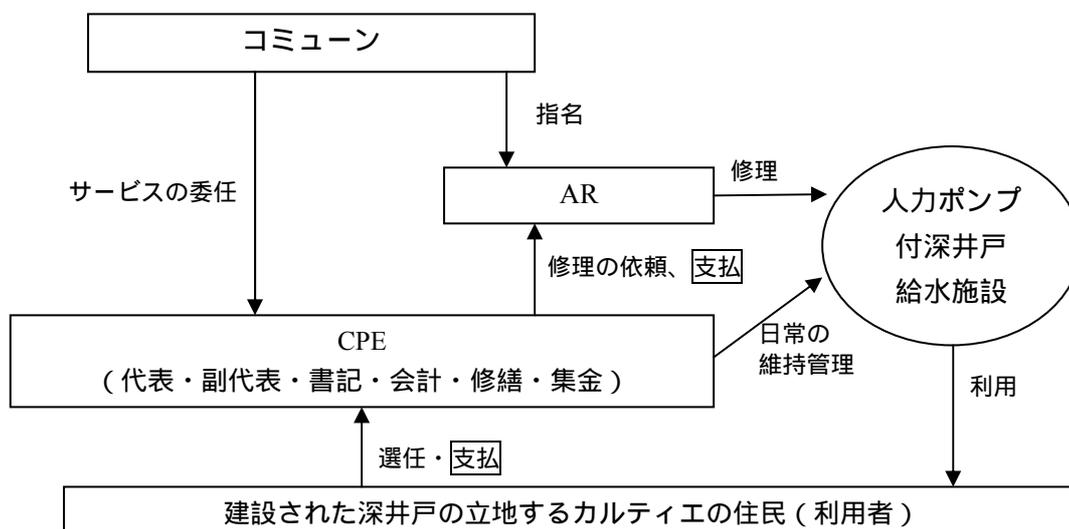 コミューン
指名
サービスの委任
AR
修理
人力ポンプ
付深井戸
給水施設
修理の依頼、支払
CPE
(代表・副代表・書記・会計・修繕・集金)
日常の
維持管理
利用
選任・支払
建設された深井戸の立地するカルティエの住民(利用者)